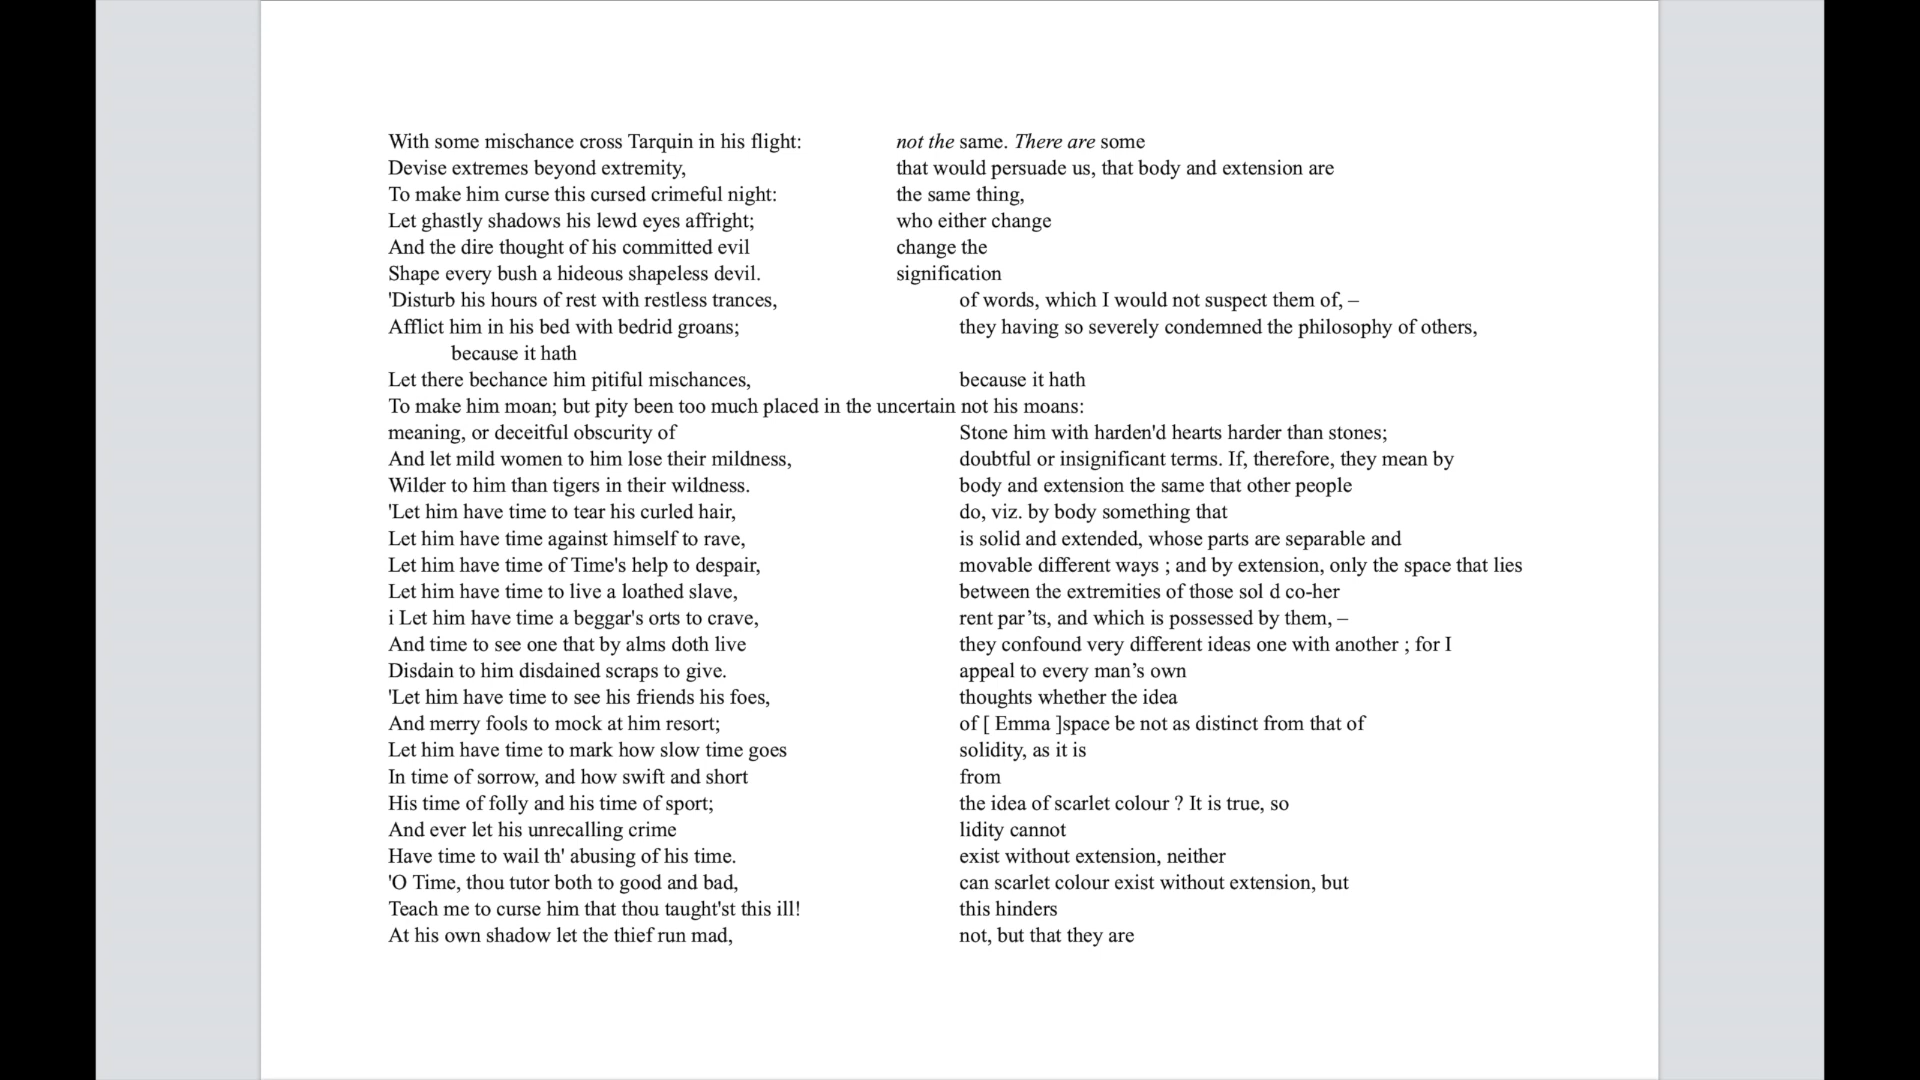 With some mischance cross Tarquin in his flight:
Devise extremes beyond extremity,
To make him curse this cursed crimeful night:
Let ghastly shadows his lewd eyes affright;
And the dire thought of his committed evil
Shape every bush a hideous shapeless devil.
'Disturb his hours of rest with restless trances,
Afflict him in his bed with bedrid groans;
because it hath
Let there bechance him pitiful mischances,
To make him moan; but pity been too much placed in the uncertain not his moans:
meaning, or deceitful obscurity of
And let mild women to him lose their mildness,
Wilder to him than tigers in their wildness.
'Let him have time to tear his curled hair,
Let him have time against himself to rave,
Let him have time of Time's help to despair,
Let him have time to live a loathed slave,
i Let him have time a beggar's orts to crave,
And time to see one that by alms doth live
Disdain to him disdained scraps to give.
'Let him have time to see his friends his foes,
And merry fools to mock at him resort;
Let him have time to mark how slow time goes
In time of sorrow, and how swift and short
His time of folly and his time of sport;
And ever let his unrecalling crime
Have time to wail th' abusing of his time.
'O Time, thou tutor both to good and bad,
Teach me to curse him that thou taught'st this ill!
At his own shadow let the thief run mad,
not the same. There are some
that would persuade us, that body and extension are
the same thing,
who either change
change the
signification
of words, which I would not suspect them of, –
they having so severely condemned the philosophy of others,
because it hath
Stone him with harden'd hearts harder than stones;
doubtful or insignificant terms. If, therefore, they mean by
body and extension the same that other people
do, viz. by body something that
is solid and extended, whose parts are separable and
movable different ways ; and by extension, only the space that lies
between the extremities of those sol d co-her
rent par’ts, and which is possessed by them, –
they confound very different ideas one with another ; for I
appeal to every man’s own
thoughts whether the idea
of [ Emma ]space be not as distinct from that of
solidity, as it is
from
the idea of scarlet colour ? It is true, so
lidity cannot
exist without extension, neither
can scarlet colour exist without extension, but
this hinders
not, but that they are